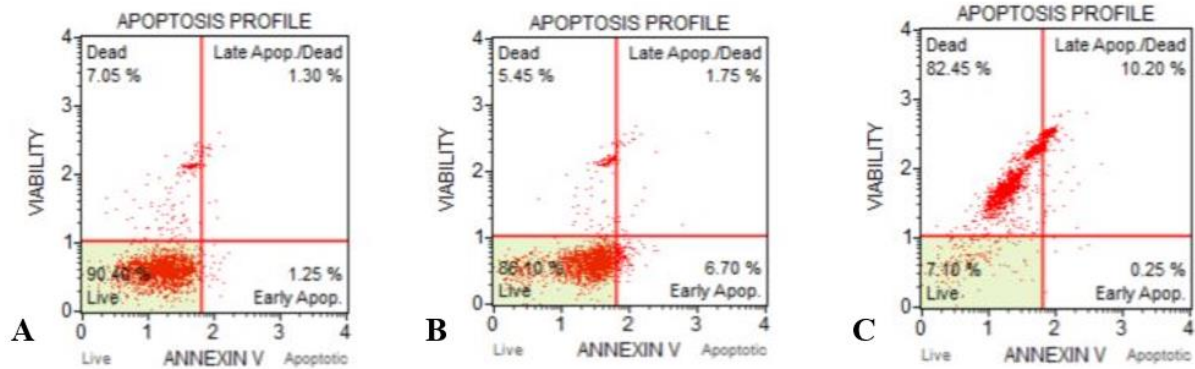 APOPTOSIS PROFILE
4
3
2
1
0
VIABILITY
Dead
7.05 %
Late Apop./Dead
1.30 %
90.40 %
Live
1.25 %
Early Apop.
0 1 2 3 4
Live ANNEXIN V Apoptotic
A
APOPTOSIS PROFILE
4
3
2
1
0
VIABILITY
Dead
5.45 %
Late Apop./Dead
1.75 %
86.10 %
Live
6.70 %
Early Apop.
0 1 2 3 4
Live ANNEXIN V Apoptotic
B
APOPTOSIS PROFILE
4
3
2
1
0
VIABILITY
Dead
82.45 %
Late Apop./Dead
10.20 %
7.10 %
Live
0.25 %
Early Apop.
0 1 2 3 4
Live ANNEXIN V Apoptotic
C